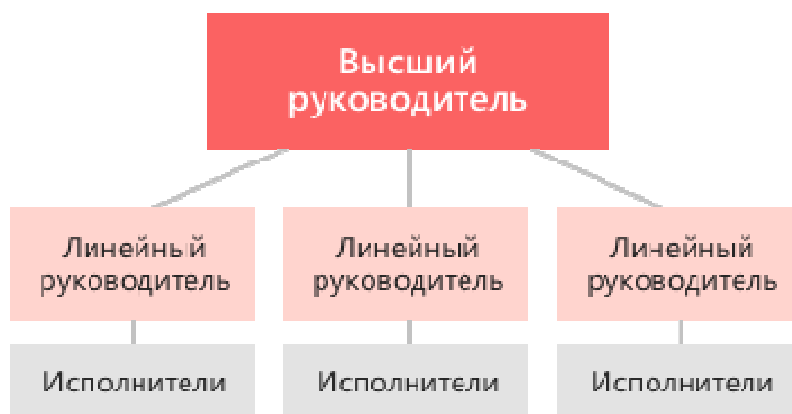 Высший
руководитель
Линейный
руководитель
Линейный
руководитель
Линейный
руководитель
Исполнители
Исполнители
Исполнители